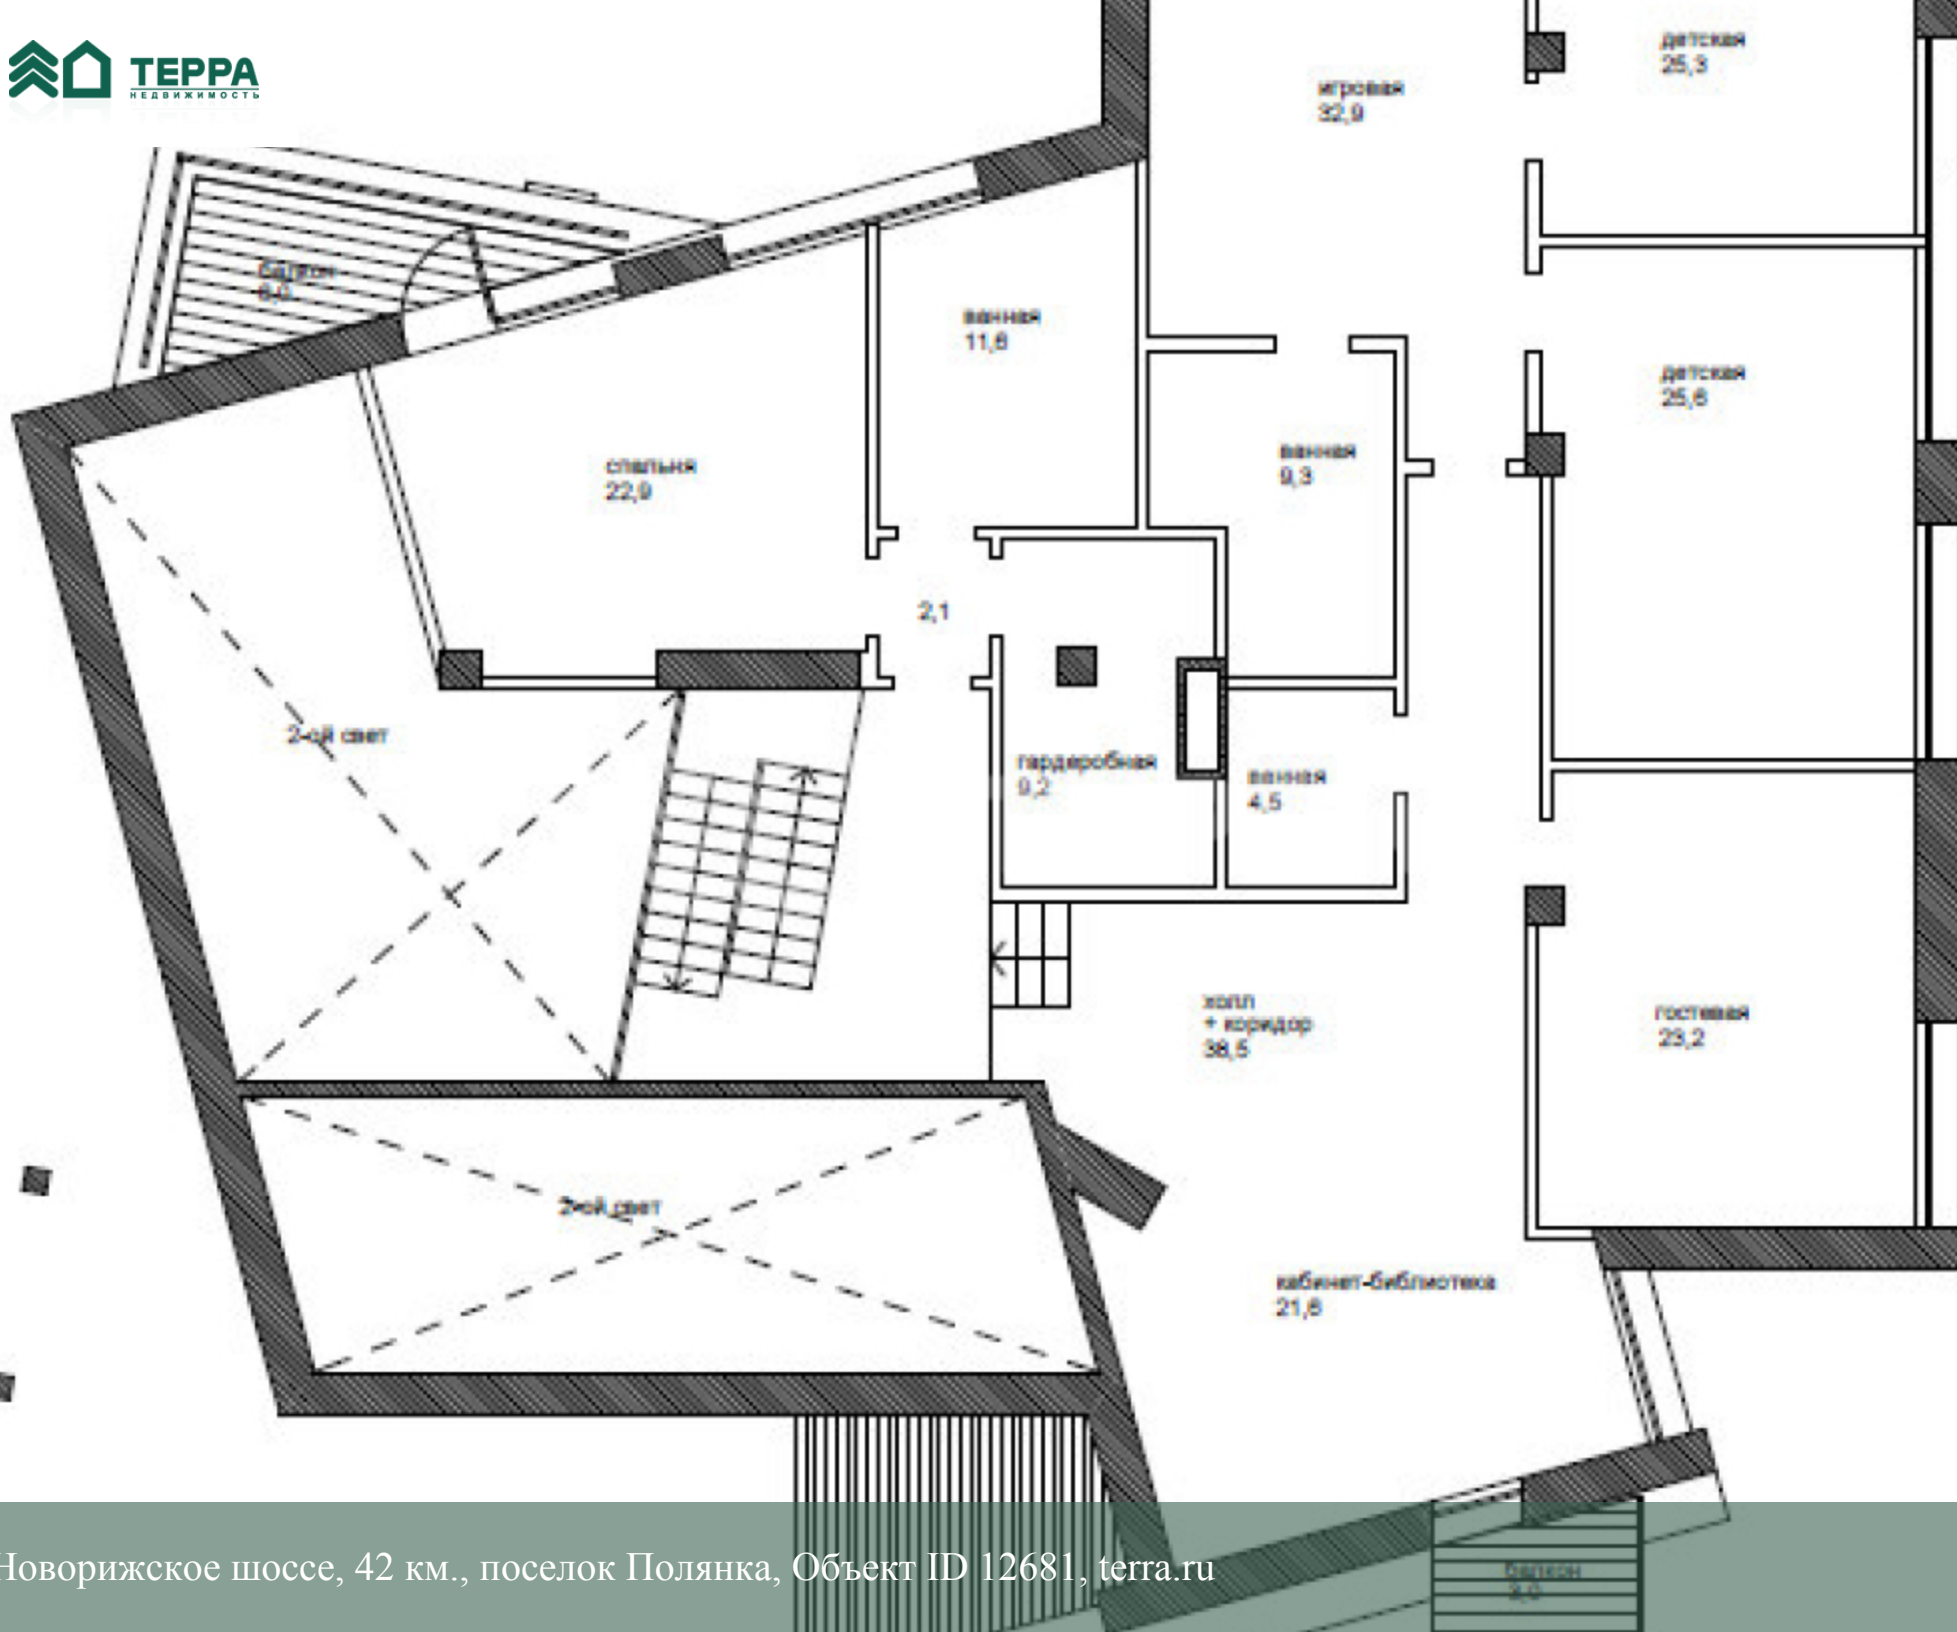 ТЕРРА
НЕДВИЖИМОСТЬ
детская
25,3
игровая
32,9
балкон
ванная
11,6
детская
25,6
ванная
9,3
спальня
22,9
2,1
2-ой свет
гардеробная
9,2
ванная
4,5
холл
+ коридор
38,5
гостевая
23,2
2-ой свет
кабинет-библиотека
21,6
Новорижское шоссе, 42 км., поселок Полянка, Объект ID 12681, terra.ru
балкон